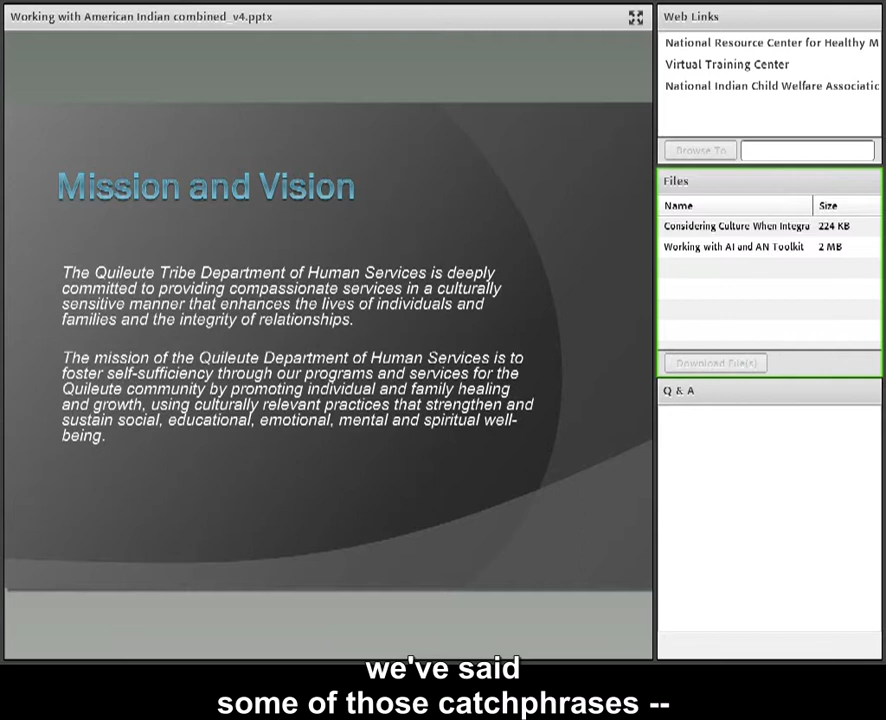 Working with American Indian combined_v4.pptx
Mission and Vision
The Quileute Tribe Department of Human Services is deeply
committed to providing compassionate services in a culturally
sensitive manner that enhances the lives of individuals and
families and the integrity of relationships.
The mission of the Quileute Department of Human Services is to
foster self-sufficiency through our programs and services for the
Quileute community by promoting individual and family healing
and growth, using culturally relevant practices that strengthen and
sustain social, educational, emotional, mental and spiritual well-
being.
Web Links
National Resource Center for Healthy M
Virtual Training Center
National Indian Child Welfare Associatic
Browse To
Files
Name Size
Considering Culture When Integra 224 KB
Working with AI and AN Toolkit 2 MB
Download File(s)
Q & A
we've said
some of those catchphrases --